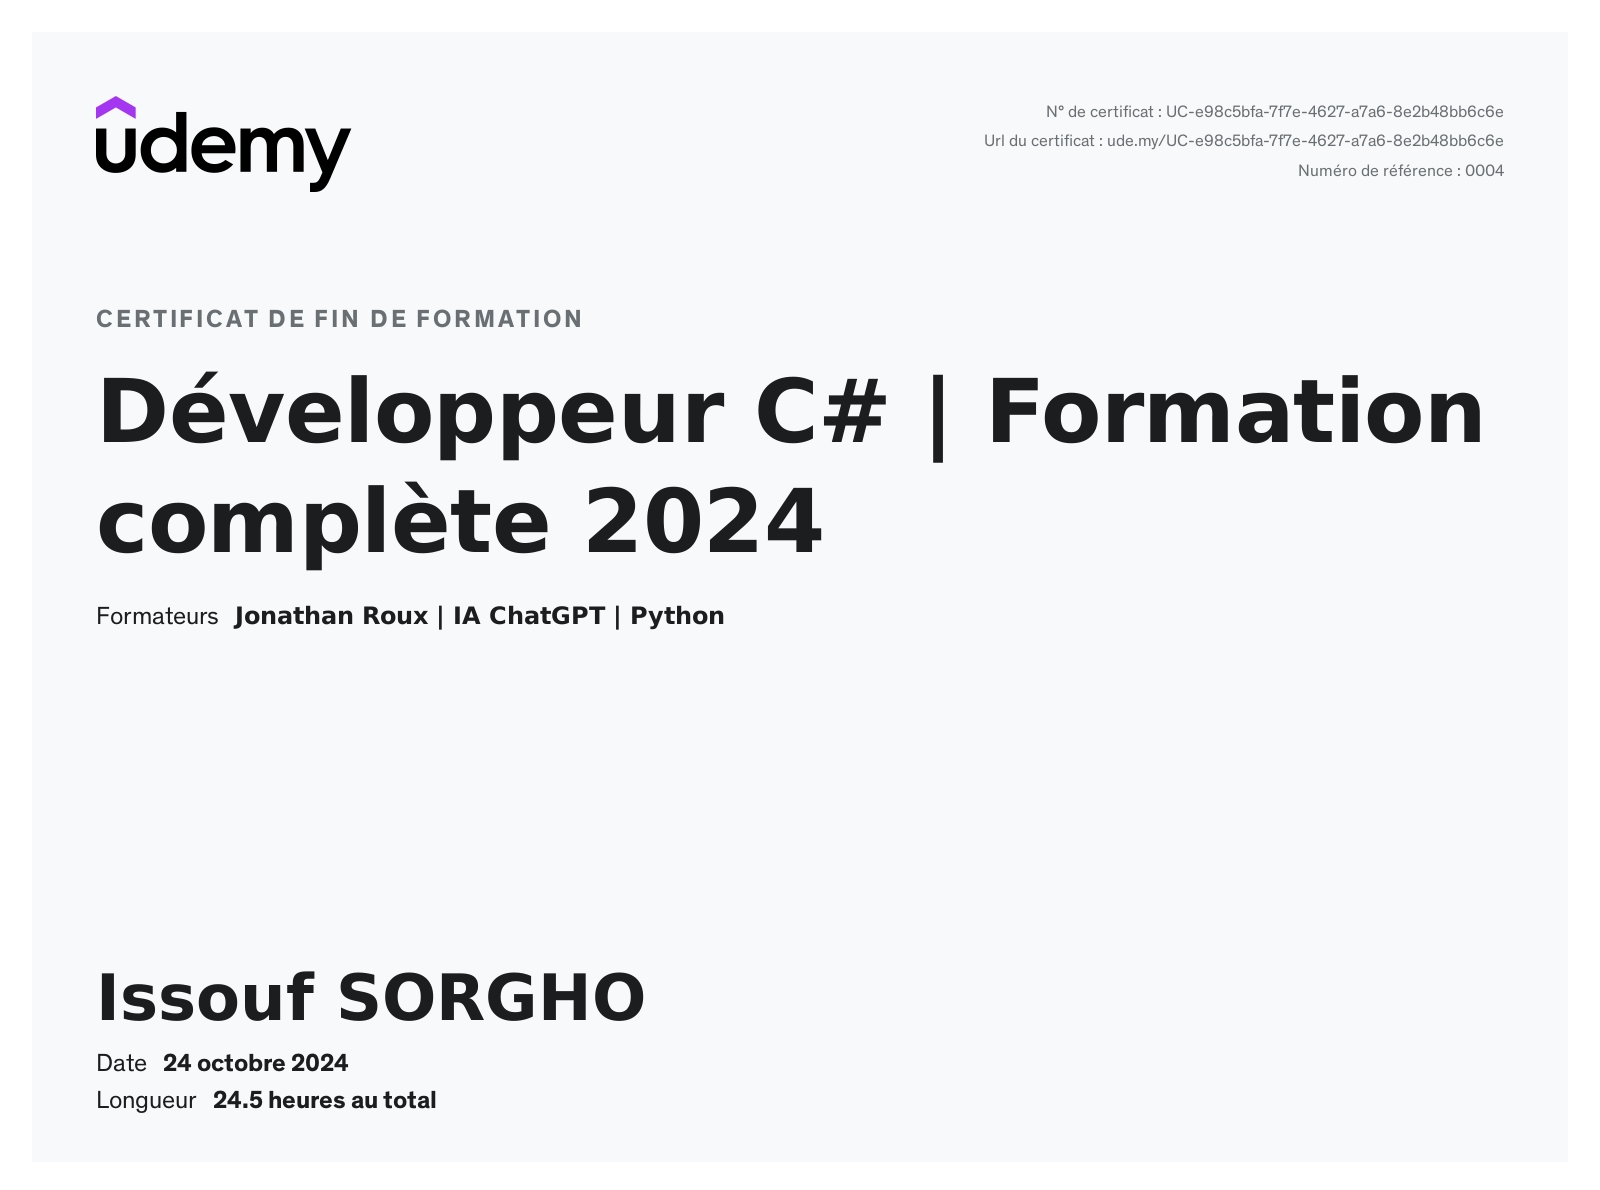 udemy
N° de certificat : UC-e98c5bfa-7f7e-4627-a7a6-8e2b48bb6c6e
Url du certificat : ude.my/UC-e98c5bfa-7f7e-4627-a7a6-8e2b48bb6c6e
Numéro de référence : 0004
CERTIFICAT DE FIN DE FORMATION
Développeur C# | Formation
complète 2024
Formateurs Jonathan Roux | IA ChatGPT | Python
Issouf SORGHO
Date 24 octobre 2024
Longueur 24.5 heures au total